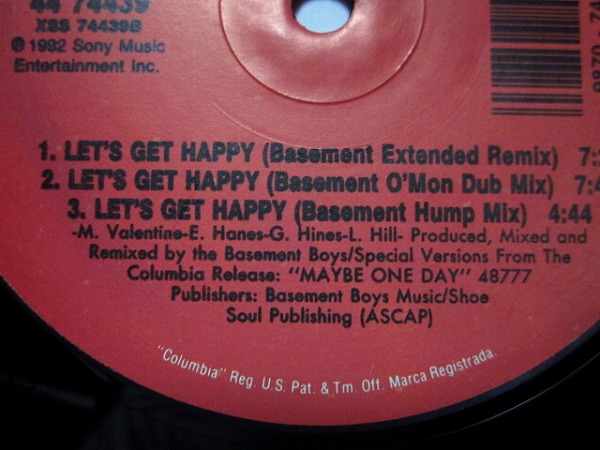 44 74439
XSS 74439B
℗ 1992 Sony Music
Entertainment Inc.
1. LET'S GET HAPPY (Basement Extended Remix)
2. LET'S GET HAPPY (Basement O'Mon Dub Mix)
3. LET'S GET HAPPY (Basement Hump Mix) 4:44
-M. Valentine-E. Hanes-G. Hines-L. Hill- Produced, Mixed and
Remixed by the Basement Boys/Special Versions From The
Columbia Release: "MAYBE ONE DAY" 48777
Publishers: Basement Boys Music/Shoe
Soul Publishing (ASCAP)
"Columbia" Reg. U.S. Pat. & Tm. Off. Marca Registrada.